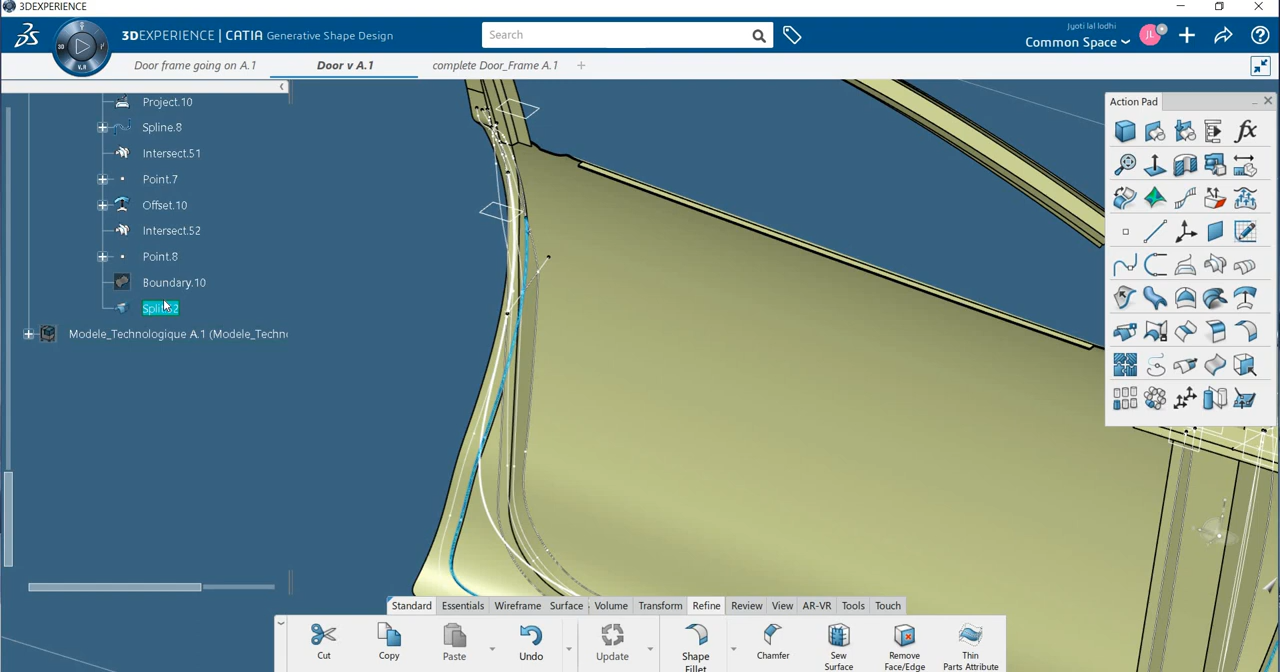 3DEXPERIENCE
3DEXPERIENCE | CATIA Generative Shape Design
Search
Jyoti lal lodhi
Common Space
JL
3D
V.R
Door frame going on A.1
Door v A.1
complete Door_Frame A.1
Action Pad
fx
Project.10
Spline.8
Intersect.51
Point.7
Offset.10
Intersect.52
Point.8
Boundary.10
Modele_Technologique A.1 (Modele_Techn
Standard
Essentials
Wireframe
Surface
Volume
Transform
Refine
Review
View
AR-VR
Tools
Touch
Cut
Copy
Paste
Undo
Update
Shape
Fillet
Chamfer
Sew
Surface
Remove
Face/Edge
Thin
Parts Attribute